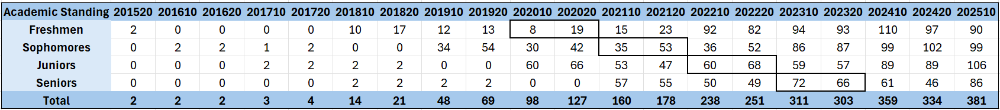 Academic Standing 201520 201610 201620 201710 201720 201810 201820 201910 201920 202010 202020 202110 202120 202210 202220 202310 202320 202410 202420 202510
Freshmen 2 0 0 0 0 10 17 12 13 8 19 15 23 92 82 94 93 110 97 90
Sophomores 0 2 2 1 2 0 0 34 54 30 42 35 53 36 52 86 87 99 102 99
Juniors 0 0 0 2 2 2 2 0 0 60 66 53 47 60 68 59 57 89 89 106
Seniors 0 0 0 0 0 2 2 2 2 0 0 57 55 50 49 72 66 61 46 86
Total 2 2 2 3 4 14 21 48 69 98 127 160 178 238 251 311 303 359 334 381